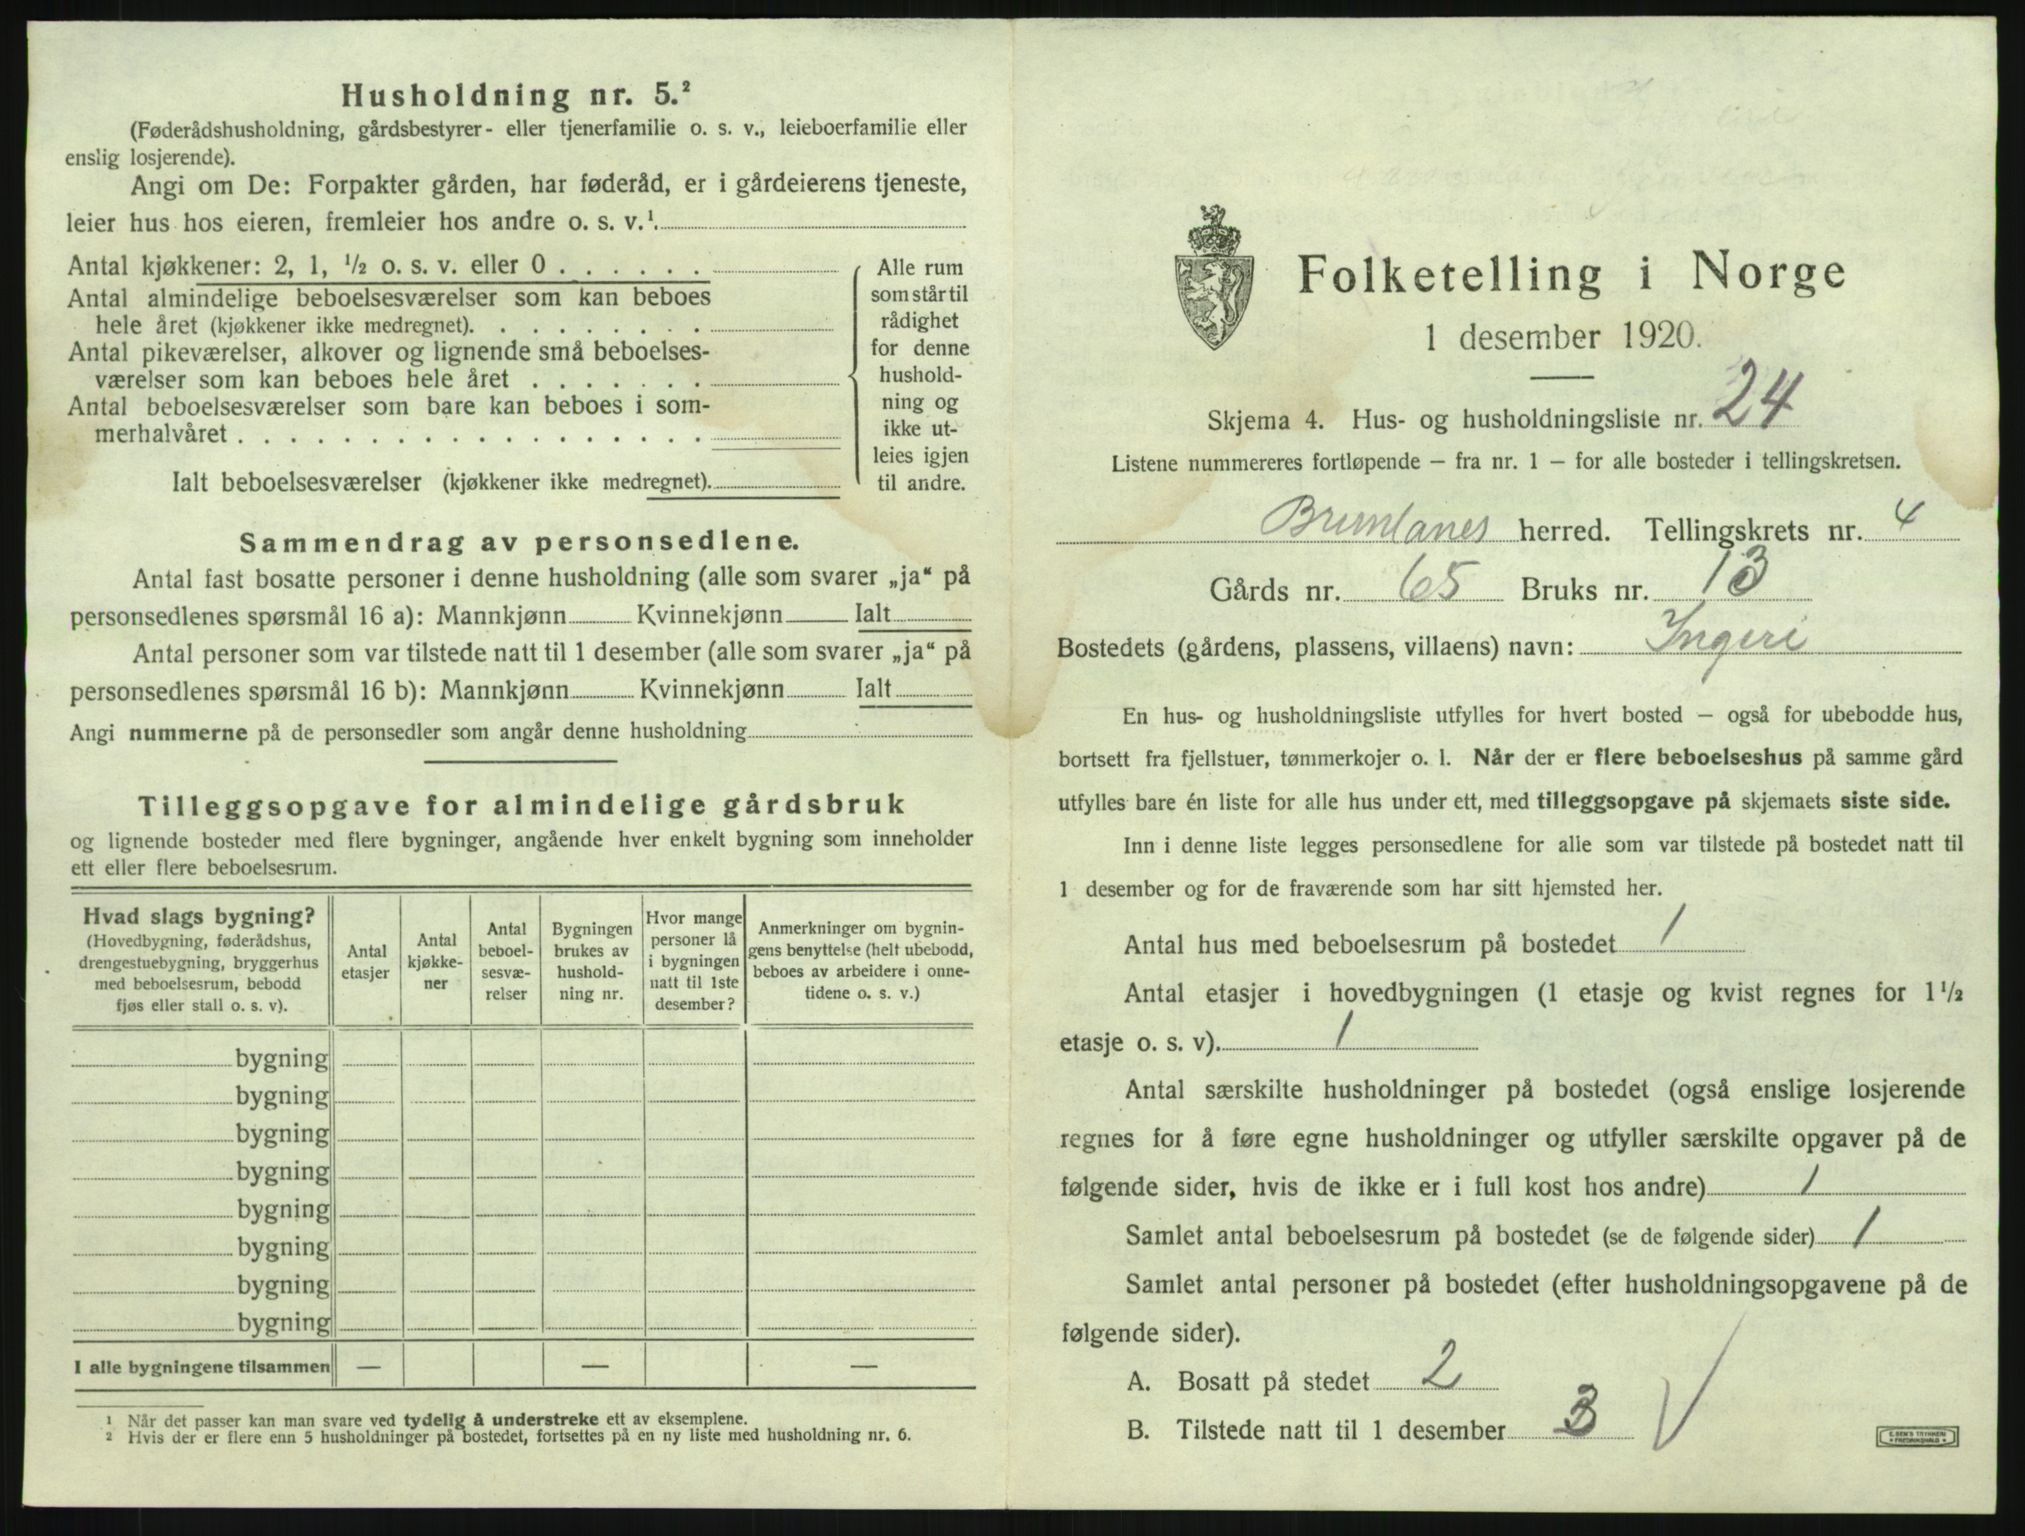 Husholdning nr. 5.²
(Føderådshusholdning, gårdsbestyrer- eller tjenerfamilie o. s. v., leieboerfamilie eller
enslig losjerende).
Angi om De: Forpakter gården, har føderåd, er i gårdeierens tjeneste,
leier hus hos eieren, fremleier hos andre o. s. v.¹
Antal kjøkkener: 2, 1, ½ o. s. v. eller 0 . . . . . .
Antal almindelige beboelsesværelser som kan beboes
hele året (kjøkkener ikke medregnet). . . . . . . . .
Antal pikeværelser, alkover og lignende små beboelses-
værelser som kan beboes hele året . . . . . . .
Antal beboelsesværelser som bare kan beboes i som-
merhalvåret . . . . . . . . . . . . . . . . . .
Ialt beboelsesværelser (kjøkkener ikke medregnet).
Alle rum
som står til
rådighet
for denne
hushold-
ning og
ikke ut-
leies igjen
til andre.
Sammendrag av personsedlene.
Antal fast bosatte personer i denne husholdning (alle som svarer „ja“ på
personsedlenes spørsmål 16 a): Mannkjønn Kvinnekjønn Ialt
Antal personer som var tilstede natt til 1 desember (alle som svarer „ja“ på
personsedlenes spørsmål 16 b): Mannkjønn Kvinnekjønn Ialt
Angi nummerne på de personsedler som angår denne husholdning
Tilleggsopgave for almindelige gårdsbruk
og lignende bosteder med flere bygninger, angående hver enkelt bygning som inneholder
ett eller flere beboelsesrum.
Hvad slags bygning?
(Hovedbygning, føderådshus,
drengestuebygning, bryggerhus
med beboelsesrum, bebodd
fjøs eller stall o. s. v).
Antal
etasjer
Antal
kjøkke-
ner
Antal
beboel-
sesvæ-
relser
Bygningen
brukes av
hushold-
ning nr.
Hvor mange
personer lå
i bygningen
natt til 1ste
desember?
Anmerkninger om bygnin-
gens benyttelse (helt ubebodd,
beboes av arbeidere i onne-
tidene o. s. v.)
bygning
bygning
bygning
bygning
bygning
bygning
bygning
bygning
I alle bygningene tilsammen — — —
¹ Når det passer kan man svare ved tydelig å understreke ett av eksemplene.
² Hvis der er flere enn 5 husholdninger på bostedet, fortsettes på en ny liste med husholdning nr. 6.
Folketelling i Norge
1 desember 1920.
Skjema 4. Hus- og husholdningsliste nr. 24
Listene nummereres fortløpende – fra nr. 1 – for alle bosteder i tellingskretsen.
Brunlanes herred. Tellingskrets nr. 4
Gårds nr. 65 Bruks nr. 13
Bostedets (gårdens, plassens, villaens) navn: Ingeri
En hus- og husholdningsliste utfylles for hvert bosted – også for ubebodde hus,
bortsett fra fjellstuer, tømmerkojer o. l. Når der er flere beboelseshus på samme gård
utfylles bare én liste for alle hus under ett, med tilleggsopgave på skjemaets siste side.
Inn i denne liste legges personsedlene for alle som var tilstede på bostedet natt til
1 desember og for de fraværende som har sitt hjemsted her.
Antal hus med beboelsesrum på bostedet 1
Antal etasjer i hovedbygningen (1 etasje og kvist regnes for 1½
etasje o. s. v). 1
Antal særskilte husholdninger på bostedet (også enslige losjerende
regnes for å føre egne husholdninger og utfyller særskilte opgaver på de
følgende sider, hvis de ikke er i full kost hos andre) 1
Samlet antal beboelsesrum på bostedet (se de følgende sider) 1
Samlet antal personer på bostedet (efter husholdningsopgavene på de
følgende sider).
A. Bosatt på stedet 2
B. Tilstede natt til 1 desember 3